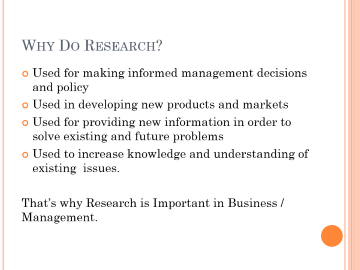 WHY DO RESEARCH?
Used for making informed management decisions
and policy
Used in developing new products and markets
Used for providing new information in order to
solve existing and future problems
Used to increase knowledge and understanding of
existing  issues.
That's why Research is Important in Business /
Management.